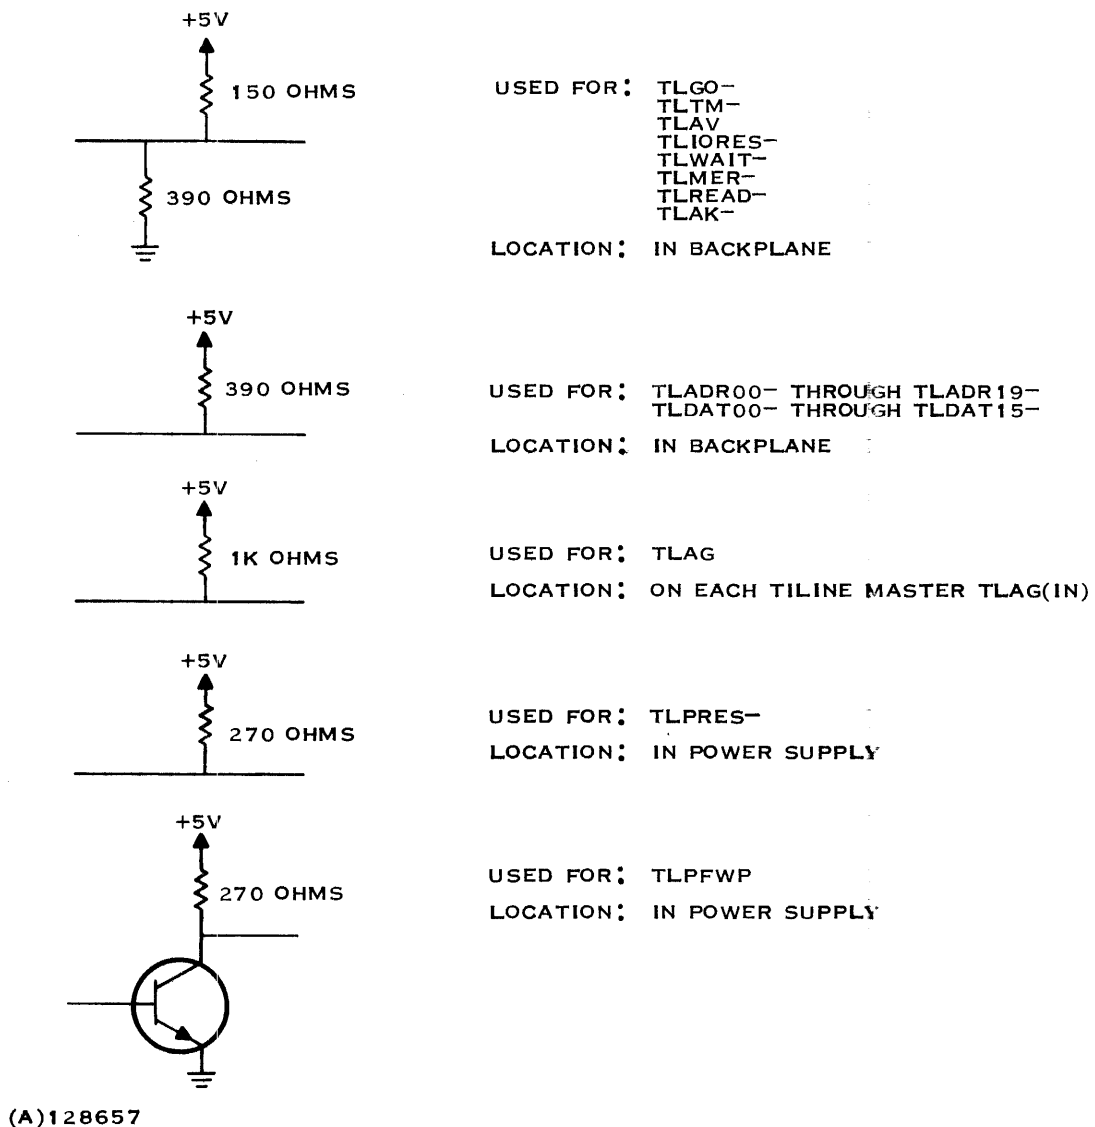 +5V
150 OHMS
390 OHMS
USED FOR: TLGO-
TLTM-
TLAV
TLIORES-
TLWAIT-
TLMER-
TLREAD-
TLAK-
LOCATION: IN BACKPLANE
+5V
390 OHMS
USED FOR: TLADR00- THROUGH TLADR19-
TLDAT00- THROUGH TLDAT15-
LOCATION: IN BACKPLANE
+5V
1K OHMS
USED FOR: TLAG
LOCATION: ON EACH TILINE MASTER TLAG(IN)
+5V
270 OHMS
USED FOR: TLPRES-
LOCATION: IN POWER SUPPLY
+5V
270 OHMS
USED FOR: TLPFWP
LOCATION: IN POWER SUPPLY
(A)128657